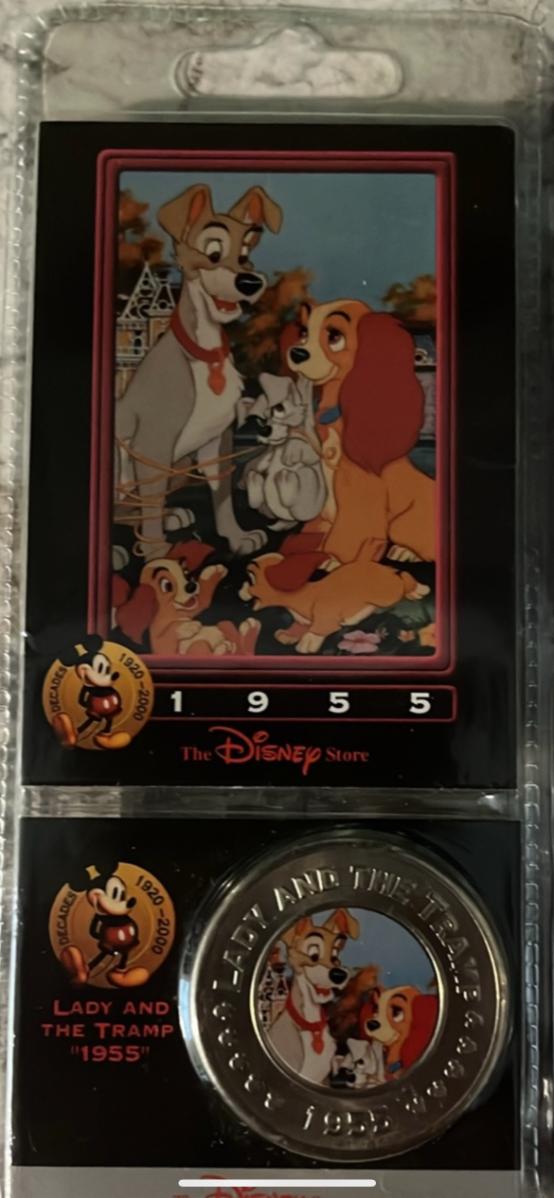 DECADES
1920-2000
1 9 5 5
The DISNEY Store
DECADES
1920-2000
LADY AND
THE TRAMP
"1955"
LADY AND THE TRAMP
1955